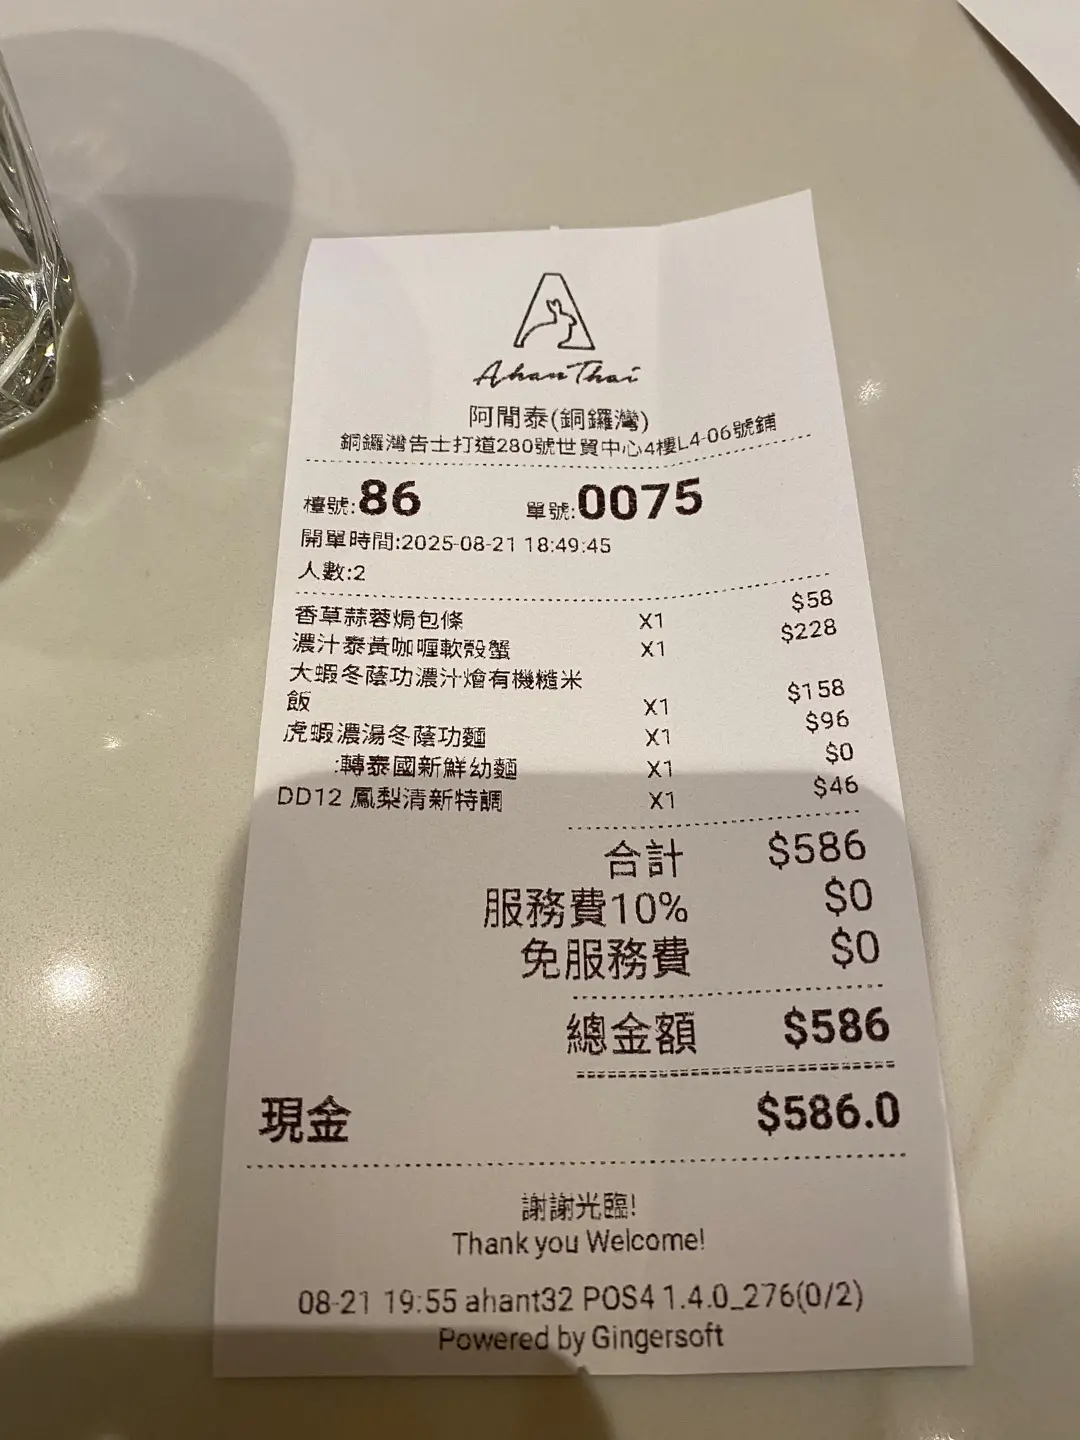 Ahan Thai
阿閒泰(銅鑼灣)
銅鑼灣告士打道280號世貿中心4樓L4-06號鋪
檯號:86 單號:0075
開單時間:2025-08-21 18:49:45
人數:2
香草蒜蓉焗包條 X1 $58
濃汁泰黃咖喱軟殼蟹 X1 $228
大蝦冬蔭功濃汁燴有機糙米
飯 X1 $158
虎蝦濃湯冬蔭功麵 X1 $96
:轉泰國新鮮幼麵 X1 $0
DD12 鳳梨清新特調 X1 $46
合計 $586
服務費10% $0
免服務費 $0
總金額 $586
現金 $586.0
謝謝光臨!
Thank you Welcome!
08-21 19:55 ahant32 POS4 1.4.0_276(0/2)
Powered by Gingersoft